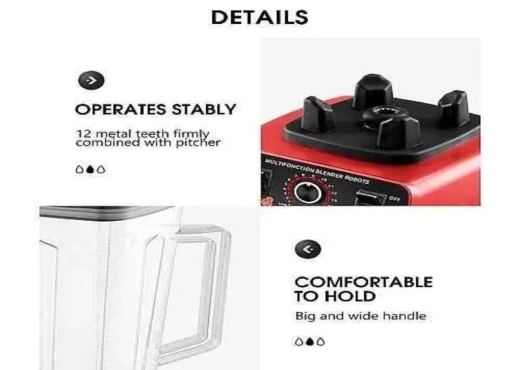 DETAILS
OPERATES STABLY
12 metal teeth firmly
combined with pitcher
MULTIFONCTION BLENDER ROBOTS
OFF
COMFORTABLE
TO HOLD
Big and wide handle